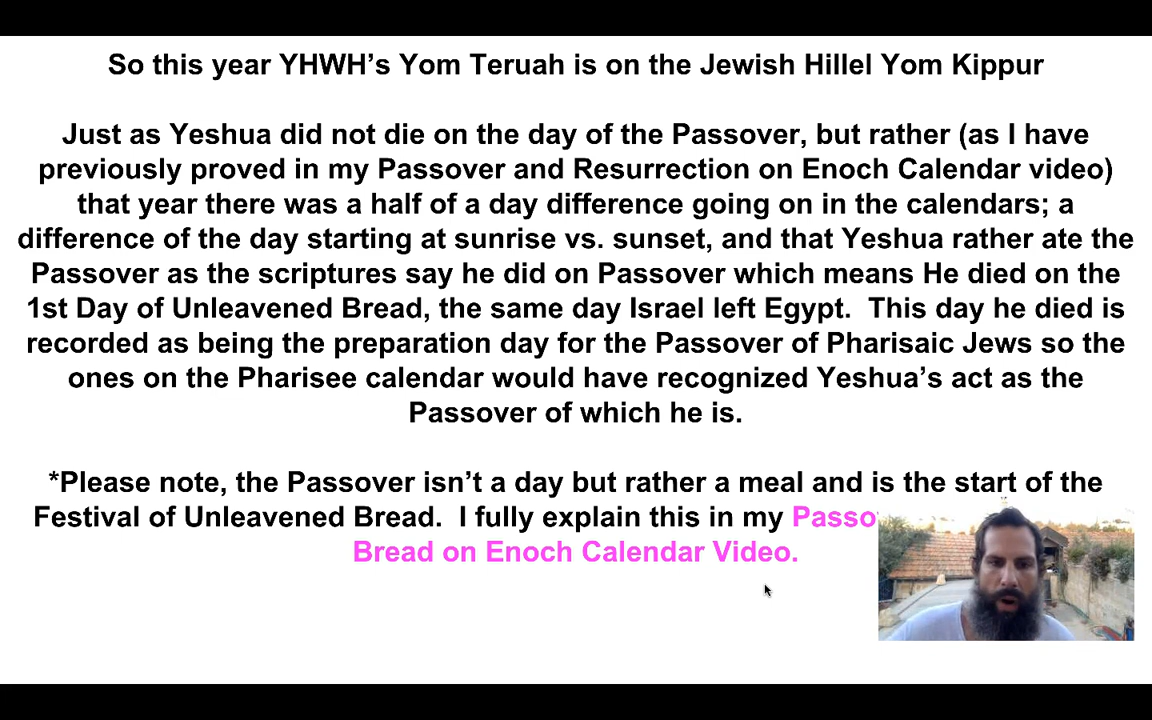 So this year YHWH’s Yom Teruah is on the Jewish Hillel Yom Kippur
Just as Yeshua did not die on the day of the Passover, but rather (as I have
previously proved in my Passover and Resurrection on Enoch Calendar video)
that year there was a half of a day difference going on in the calendars; a
difference of the day starting at sunrise vs. sunset, and that Yeshua rather ate the
Passover as the scriptures say he did on Passover which means He died on the
1st Day of Unleavened Bread, the same day Israel left Egypt.  This day he died is
recorded as being the preparation day for the Passover of Pharisaic Jews so the
ones on the Pharisee calendar would have recognized Yeshua’s act as the
Passover of which he is.
*Please note, the Passover isn’t a day but rather a meal and is the start of the
Festival of Unleavened Bread.  I fully explain this in my
Bread on Enoch Calendar Video.